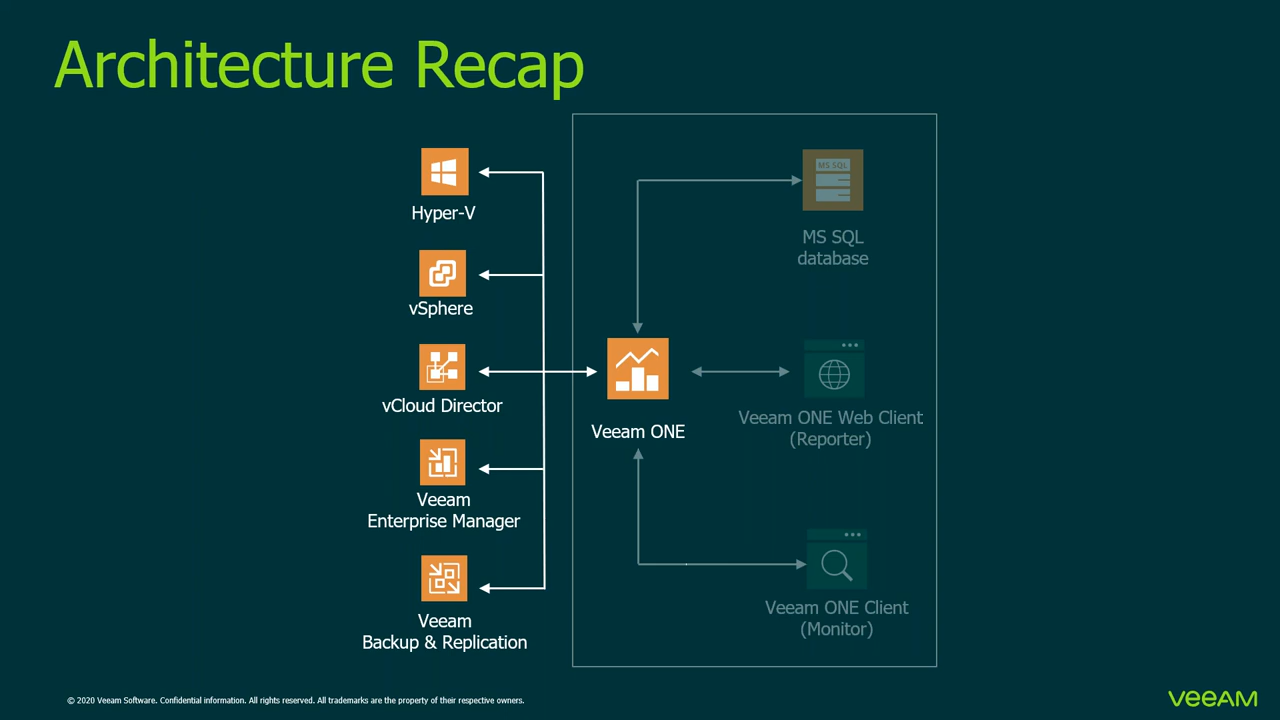 Architecture Recap
Hyper-V
vSphere
vCloud Director
Veeam
Enterprise Manager
Veeam
Backup & Replication
Veeam ONE
MS SQL
MS SQL
database
Veeam ONE Web Client
(Reporter)
Veeam ONE Client
(Monitor)
© 2020 Veeam Software. Confidential information. All rights reserved. All trademarks are the property of their respective owners.
veeAM